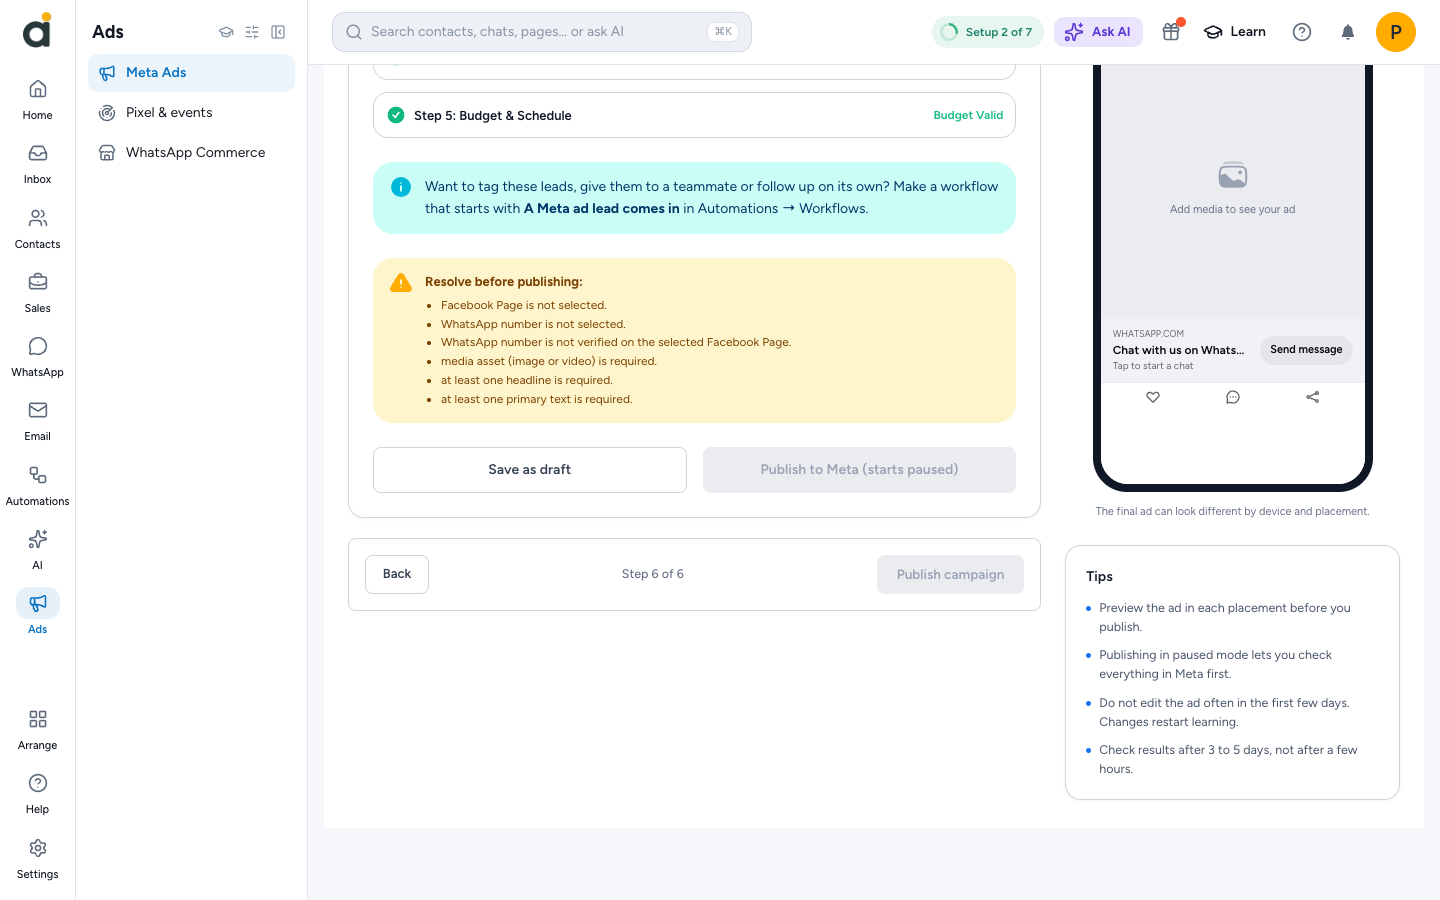 Ads
Search contacts, chats, pages... or ask AI
⌘K
Setup 2 of 7
Ask AI
Learn
P
Home
Inbox
Contacts
Sales
WhatsApp
Email
Automations
AI
Ads
Arrange
Help
Settings
Meta Ads
Pixel & events
WhatsApp Commerce
Step 5: Budget & Schedule
Budget Valid
Want to tag these leads, give them to a teammate or follow up on its own? Make a workflow
that starts with A Meta ad lead comes in in Automations → Workflows.
Resolve before publishing:
Facebook Page is not selected.
WhatsApp number is not selected.
WhatsApp number is not verified on the selected Facebook Page.
media asset (image or video) is required.
at least one headline is required.
at least one primary text is required.
Save as draft
Publish to Meta (starts paused)
Back
Step 6 of 6
Publish campaign
Add media to see your ad
WHATSAPP.COM
Chat with us on Whats...
Tap to start a chat
Send message
The final ad can look different by device and placement.
Tips
Preview the ad in each placement before you
publish.
Publishing in paused mode lets you check
everything in Meta first.
Do not edit the ad often in the first few days.
Changes restart learning.
Check results after 3 to 5 days, not after a few
hours.